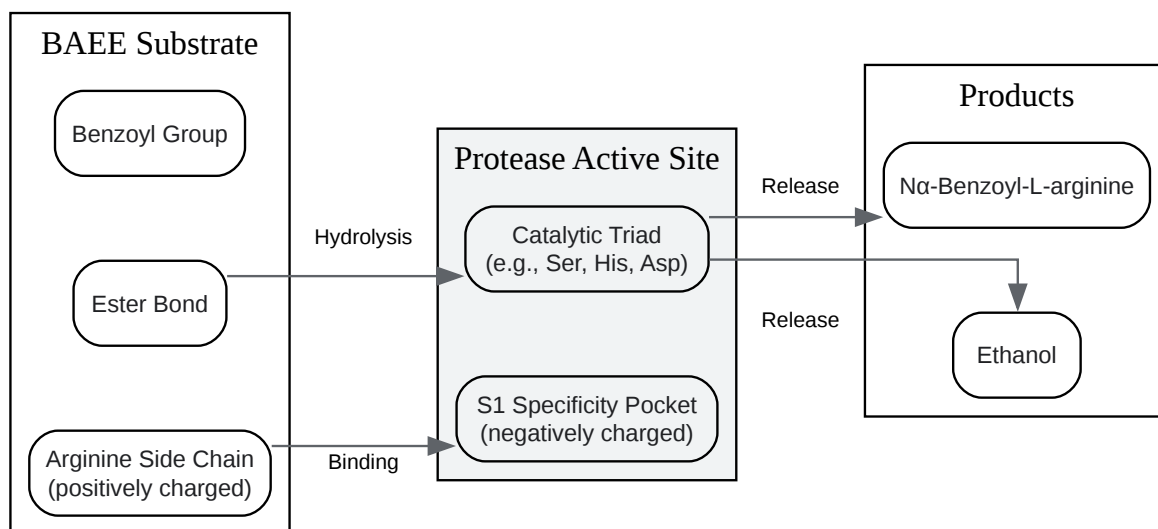 BAEE Substrate
Benzoyl Group
Ester Bond
Arginine Side Chain
(positively charged)
Hydrolysis
Binding
Protease Active Site
Catalytic Triad
(e.g., Ser, His, Asp)
S1 Specificity Pocket
(negatively charged)
Release
Release
Products
Nα-Benzoyl-L-arginine
Ethanol